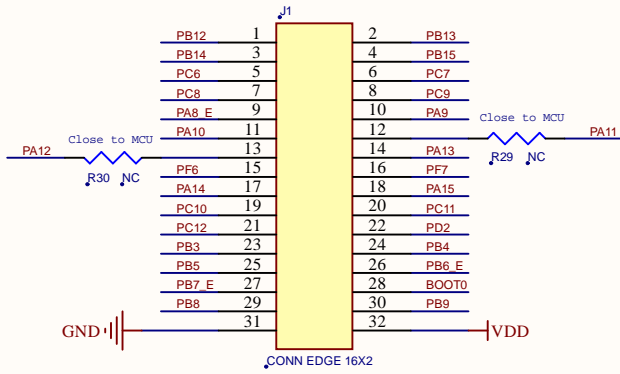 J1
PB12 1 2 PB13
PB14 3 4 PB15
PC6 5 6 PC7
PC8 7 8 PC9
PA8_E 9 10 PA9
Close to MCU
Close to MCU
PA10 11 12 PA11
PA12 13 14 PA13
R29 NC
R30 NC
PF6 15 16 PF7
PA14 17 18 PA15
PC10 19 20 PC11
PC12 21 22 PD2
PB3 23 24 PB4
PB5 25 26 PB6_E
PB7_E 27 28 BOOT0
PB8 29 30 PB9
GND 31 32 VDD
CONN EDGE 16X2